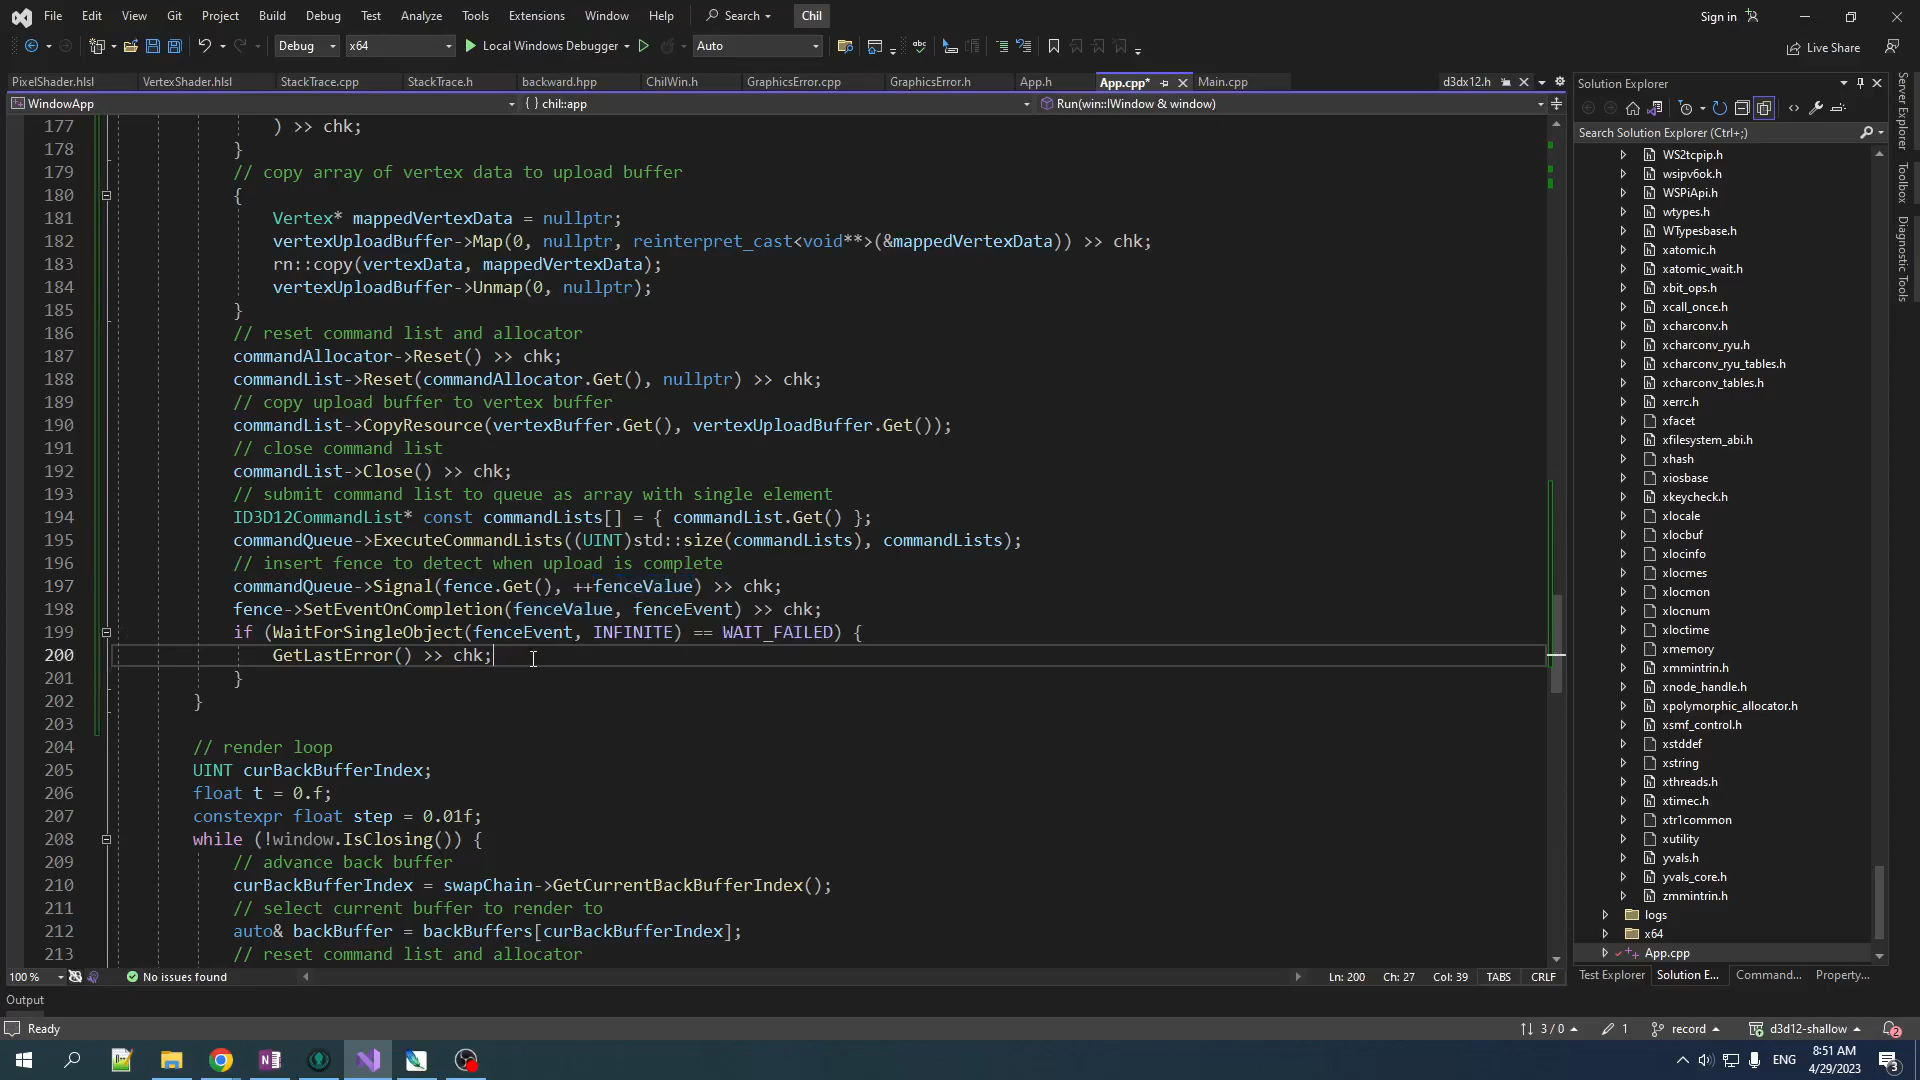 File Edit View Git Project Build Debug Test Analyze Tools Extensions Window Help Search Chil Sign in
Debug x64 Local Windows Debugger Auto Live Share
PixelShader.hlsl VertexShader.hlsl StackTrace.cpp StackTrace.h backward.hpp ChilWin.h GraphicsError.cpp GraphicsError.h App.h App.cpp* Main.cpp d3dx12.h
WindowApp { } chil::app Run(win::IWindow & window)
177 ) >> chk;
178 }
179 // copy array of vertex data to upload buffer
180 {
181 Vertex* mappedVertexData = nullptr;
182 vertexUploadBuffer->Map(0, nullptr, reinterpret_cast<void**>(&mappedVertexData)) >> chk;
183 rn::copy(vertexData, mappedVertexData);
184 vertexUploadBuffer->Unmap(0, nullptr);
185 }
186 // reset command list and allocator
187 commandAllocator->Reset() >> chk;
188 commandList->Reset(commandAllocator.Get(), nullptr) >> chk;
189 // copy upload buffer to vertex buffer
190 commandList->CopyResource(vertexBuffer.Get(), vertexUploadBuffer.Get());
191 // close command list
192 commandList->Close() >> chk;
193 // submit command list to queue as array with single element
194 ID3D12CommandList* const commandLists[] = { commandList.Get() };
195 commandQueue->ExecuteCommandLists((UINT)std::size(commandLists), commandLists);
196 // insert fence to detect when upload is complete
197 commandQueue->Signal(fence.Get(), ++fenceValue) >> chk;
198 fence->SetEventOnCompletion(fenceValue, fenceEvent) >> chk;
199 if (WaitForSingleObject(fenceEvent, INFINITE) == WAIT_FAILED) {
200 GetLastError() >> chk;
201 }
202 }
203
204 // render loop
205 UINT curBackBufferIndex;
206 float t = 0.f;
207 constexpr float step = 0.01f;
208 while (!window.IsClosing()) {
209 // advance back buffer
210 curBackBufferIndex = swapChain->GetCurrentBackBufferIndex();
211 // select current buffer to render to
212 auto& backBuffer = backBuffers[curBackBufferIndex];
213 // reset command list and allocator
100 % No issues found Ln: 200 Ch: 27 Col: 39 TABS CRLF
Output
Ready 3 / 0 1 record d3d12-shallow 2
Solution Explorer
Search Solution Explorer (Ctrl+;)
WS2tcpip.h
wsipv6ok.h
WSPiApi.h
wtypes.h
WTypesbase.h
xatomic.h
xatomic_wait.h
xbit_ops.h
xcall_once.h
xcharconv.h
xcharconv_ryu.h
xcharconv_ryu_tables.h
xcharconv_tables.h
xerrc.h
xfacet
xfilesystem_abi.h
xhash
xiosbase
xkeycheck.h
xlocale
xlocbuf
xlocinfo
xlocmes
xlocmon
xlocnum
xloctime
xmemory
xmmintrin.h
xnode_handle.h
xpolymorphic_allocator.h
xsmf_control.h
xstddef
xstring
xthreads.h
xtimec.h
xtr1common
xutility
yvals.h
yvals_core.h
zmmintrin.h
logs
x64
App.cpp
Test Explorer Solution E... Command... Property...
Server Explorer
Toolbox
Diagnostic Tools
ENG 8:51 AM
4/29/2023
3